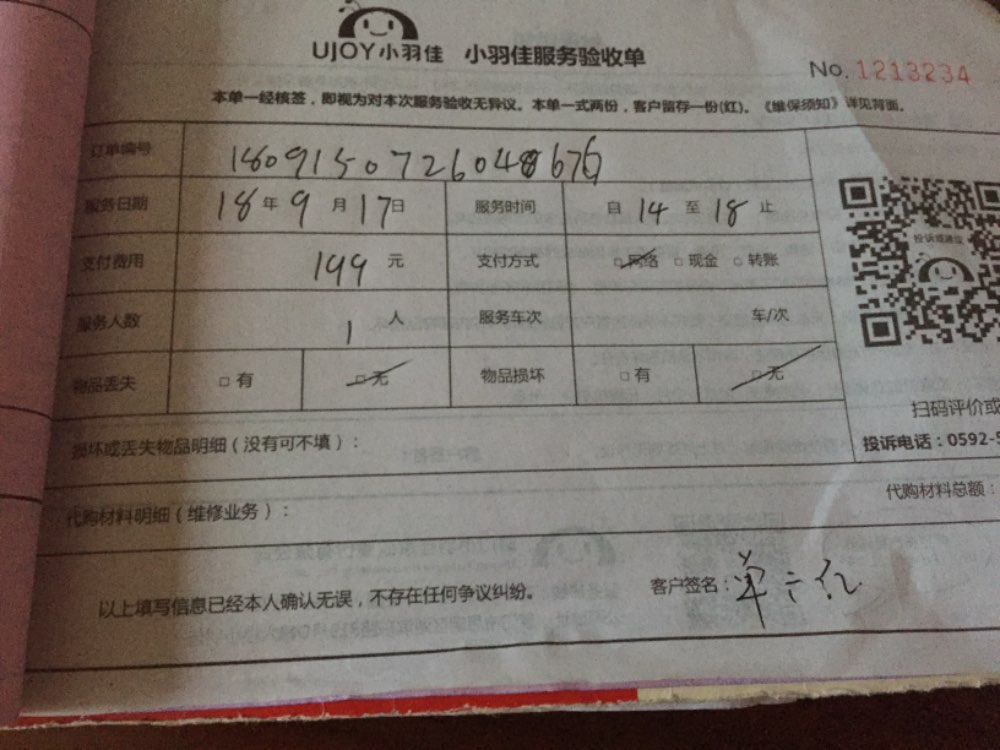 UJOY小羽佳 小羽佳服务验收单
No. 1213234
本单一经核签，即视为对本次服务验收无异议。本单一式两份，客户留存一份(红)。《维保须知》详见背面。
订单编号
服务日期 18年9月17日 服务时间 自14至18止
支付费用 199元 支付方式 □网络 □现金 □转账
服务人数 1人 服务车次 车/次
物品丢失 □有 □无 物品损坏 □有 □无
投诉或建议
扫码评价或
投诉电话：0592-5
损坏或丢失物品明细（没有可不填）：
代购材料明细（维修业务）： 代购材料总额：
以上填写信息已经本人确认无误，不存在任何争议纠纷。 客户签名：